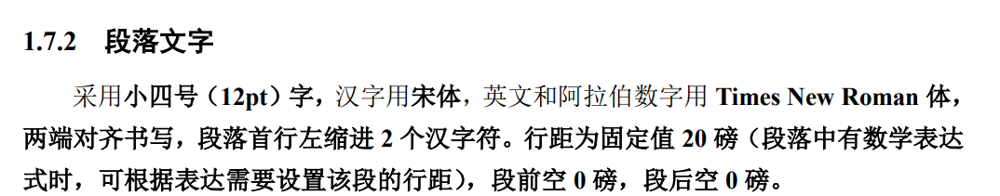 1.7.2 段落文字
采用小四号（12pt）字，汉字用宋体，英文和阿拉伯数字用 Times New Roman 体，
两端对齐书写，段落首行左缩进 2 个汉字符。行距为固定值 20 磅（段落中有数学表达
式时，可根据表达需要设置该段的行距），段前空 0 磅，段后空 0 磅。